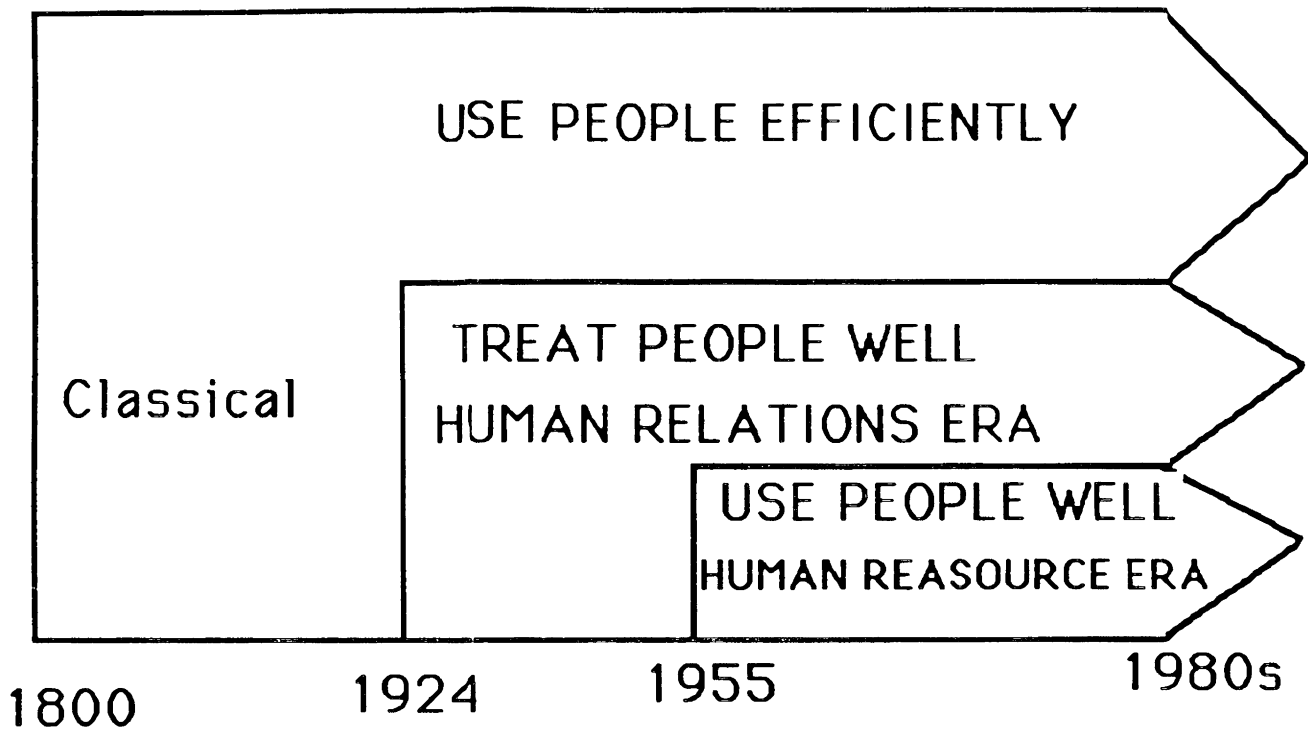 USE PEOPLE EFFICIENTLY
TREAT PEOPLE WELL
Classical
HUMAN RELATIONS ERA
USE PEOPLE WELL
HUMAN REASOURCE ERA
1800
1924
1955
1980s